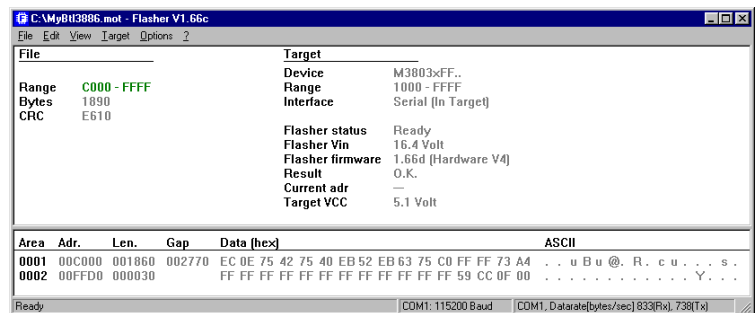 C:\MyBtl3886.mot - Flasher V1.66c
File Edit View Target Options ?
File
Range C000 - FFFF
Bytes 1890
CRC E610
Target
Device M3803xFF..
Range 1000 - FFFF
Interface Serial (In Target)
Flasher status Ready
Flasher Vin 16.4 Volt
Flasher firmware 1.66d (Hardware V4)
Result O.K.
Current adr —
Target VCC 5.1 Volt
Area Adr. Len. Gap Data (hex) ASCII
0001 00C000 001860 002770 EC 0E 75 42 75 40 EB 52 EB 63 75 C0 FF FF 73 A4 . . u B u @. R. c u . . . s .
0002 00FFD0 000030 FF FF FF FF FF FF FF FF FF FF FF FF 59 CC 0F 00 . . . . . . . . . . . . Y . . .
Ready COM1: 115200 Baud COM1, Datarate[bytes/sec] 833(Rx), 738(Tx)